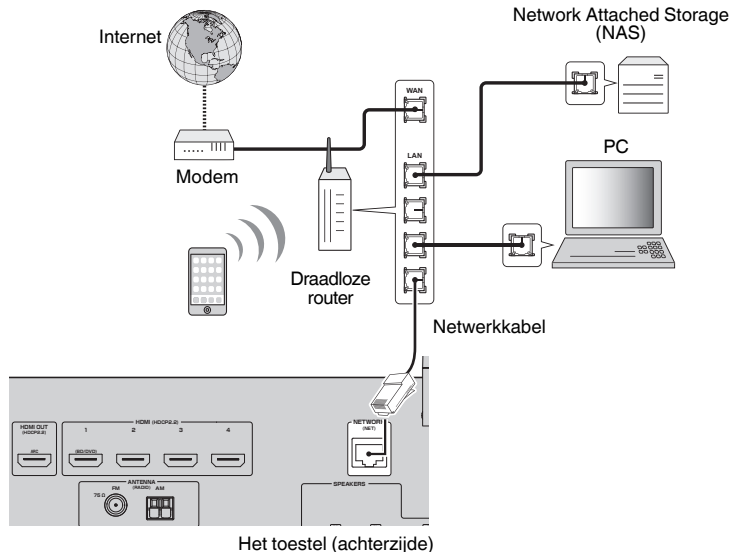 Network Attached Storage
(NAS)
Internet
WAN
LAN
PC
Modem
Draadloze
router
Netwerkkabel
HDMI OUT
(HDCP2.2)
ARC
HDMI (HDCP2.2)
1
2
3
4
(BD/DVD)
NETWORK
(NET)
ANTENNA
(RADIO)
FM
AM
75 Ω
SPEAKERS
Het toestel (achterzijde)